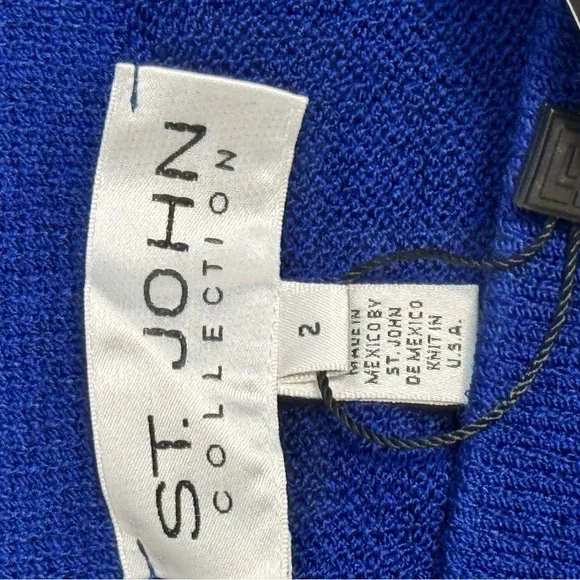 ST. JOHN
COLLECTION
2
MADE IN
MEXICO BY
ST. JOHN
DE MEXICO
KNIT IN
U.S.A.